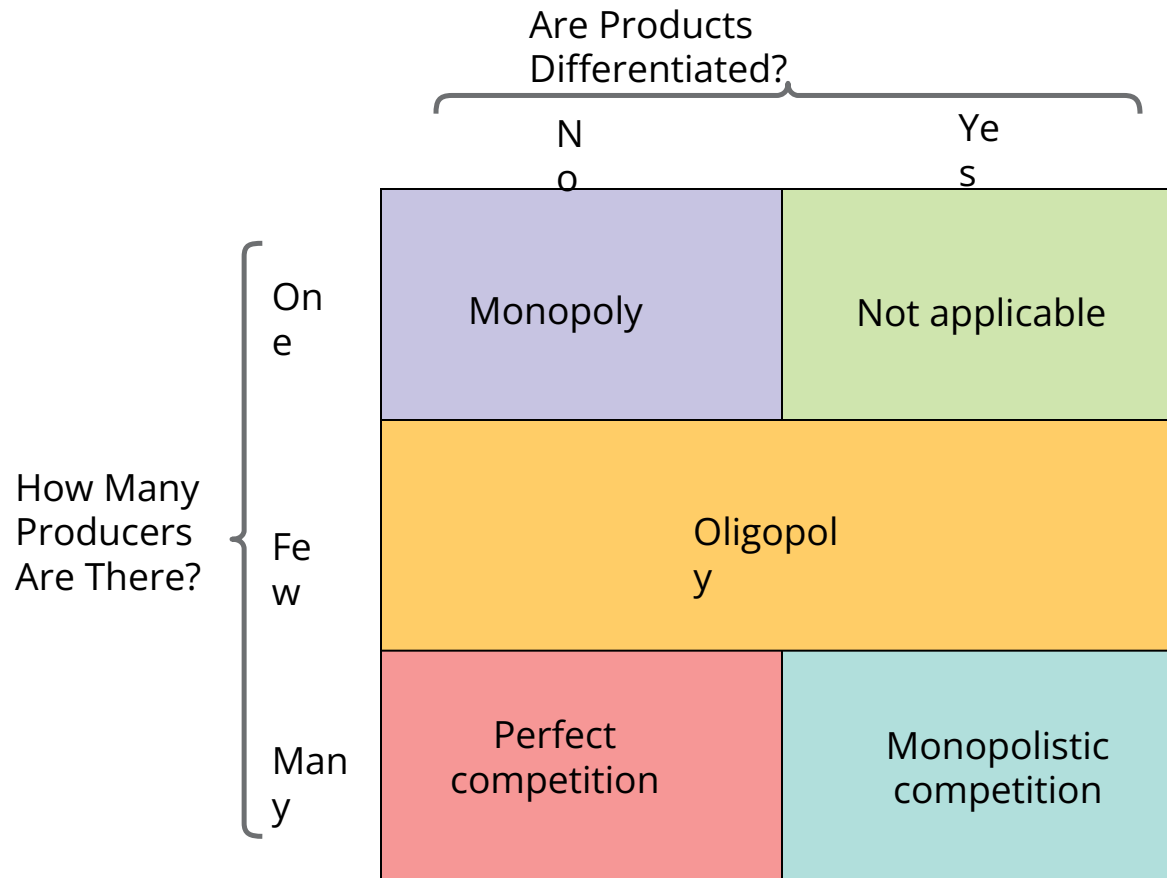 Are Products
Differentiated?
N
o
Ye
s
On
e
Monopoly
Not applicable
How Many
Producers
Are There?
Fe
w
Oligopol
y
Man
y
Perfect
competition
Monopolistic
competition